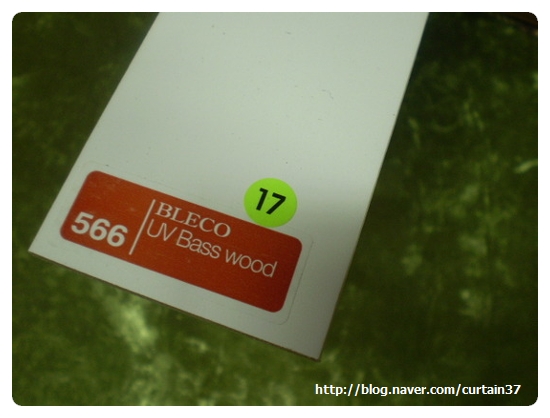 17
566
BLECO
UV Bass wood
http://blog.naver.com/curtain37